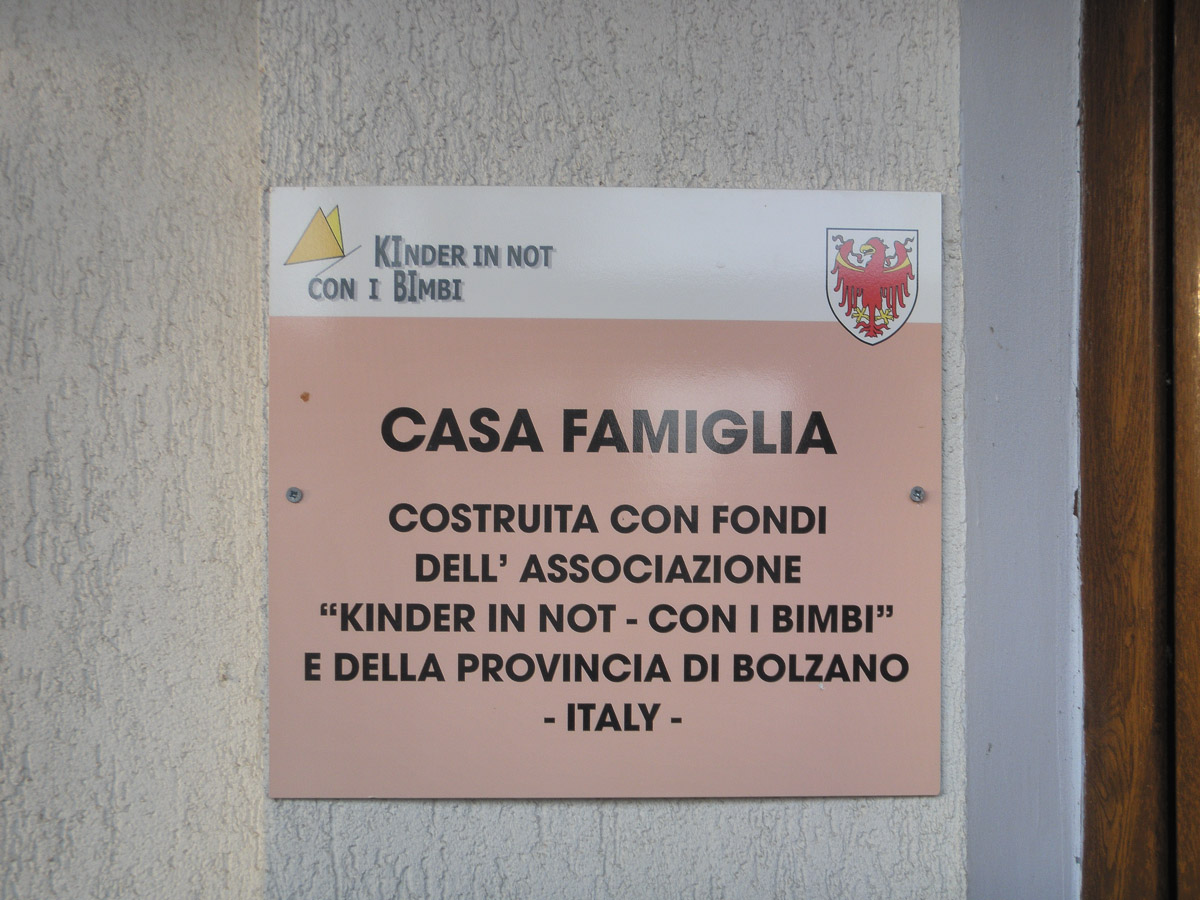 KINDER IN NOT
CON I BIMBI
CASA FAMIGLIA
COSTRUITA CON FONDI
DELL' ASSOCIAZIONE
“KINDER IN NOT - CON I BIMBI”
E DELLA PROVINCIA DI BOLZANO
- ITALY -